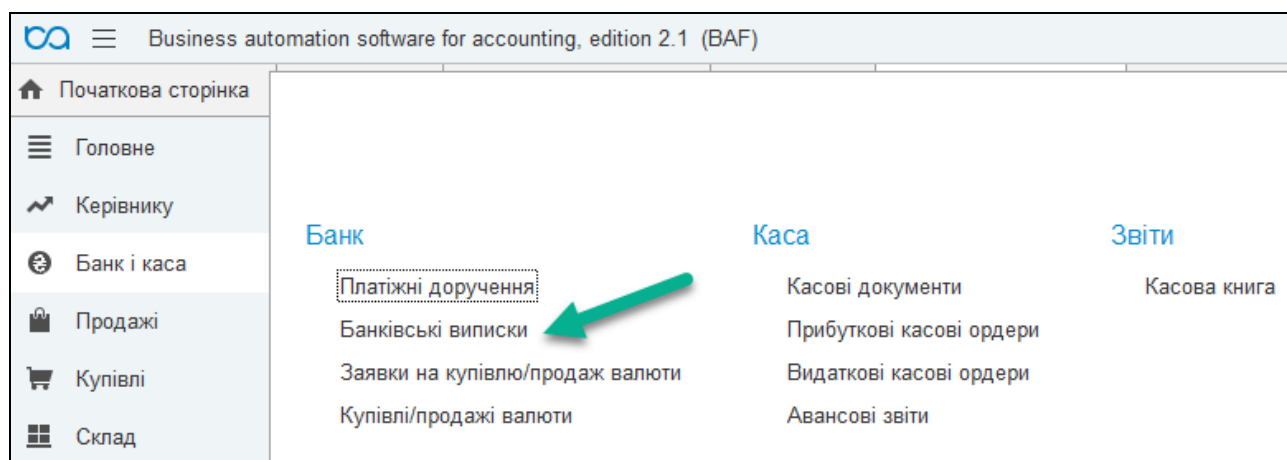 Business automation software for accounting, edition 2.1 (BAF)
Початкова сторінка
Головне
Керівнику
Банк і каса
Продажі
Купівлі
Склад
Банк
Платіжні доручення
Банківські виписки
Заявки на купівлю/продаж валюти
Купівлі/продажі валюти
Каса
Касові документи
Прибуткові касові ордери
Видаткові касові ордери
Авансові звіти
Звіти
Касова книга